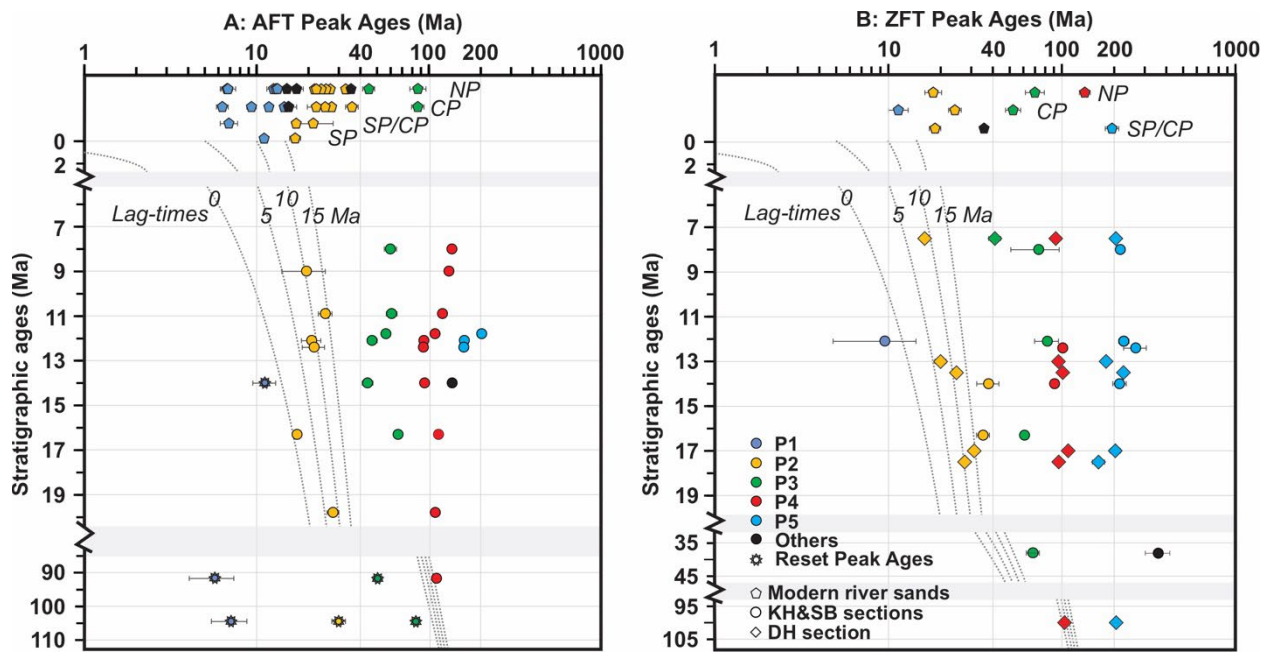 A: AFT Peak Ages (Ma)
1 10 40 100 200 1000
NP
CP
SP/CP
SP
0
2
0
10
Lag-times 5 15 Ma
7
9
11
13
15
17
19
90
100
110
Stratigraphic ages (Ma)
B: ZFT Peak Ages (Ma)
1 10 40 100 200 1000
NP
CP
SP/CP
0
2
0
10
Lag-times 5 15 Ma
7
9
11
13
15
17
19
35
45
95
105
Stratigraphic ages (Ma)
P1
P2
P3
P4
P5
Others
Reset Peak Ages
Modern river sands
KH&SB sections
DH section